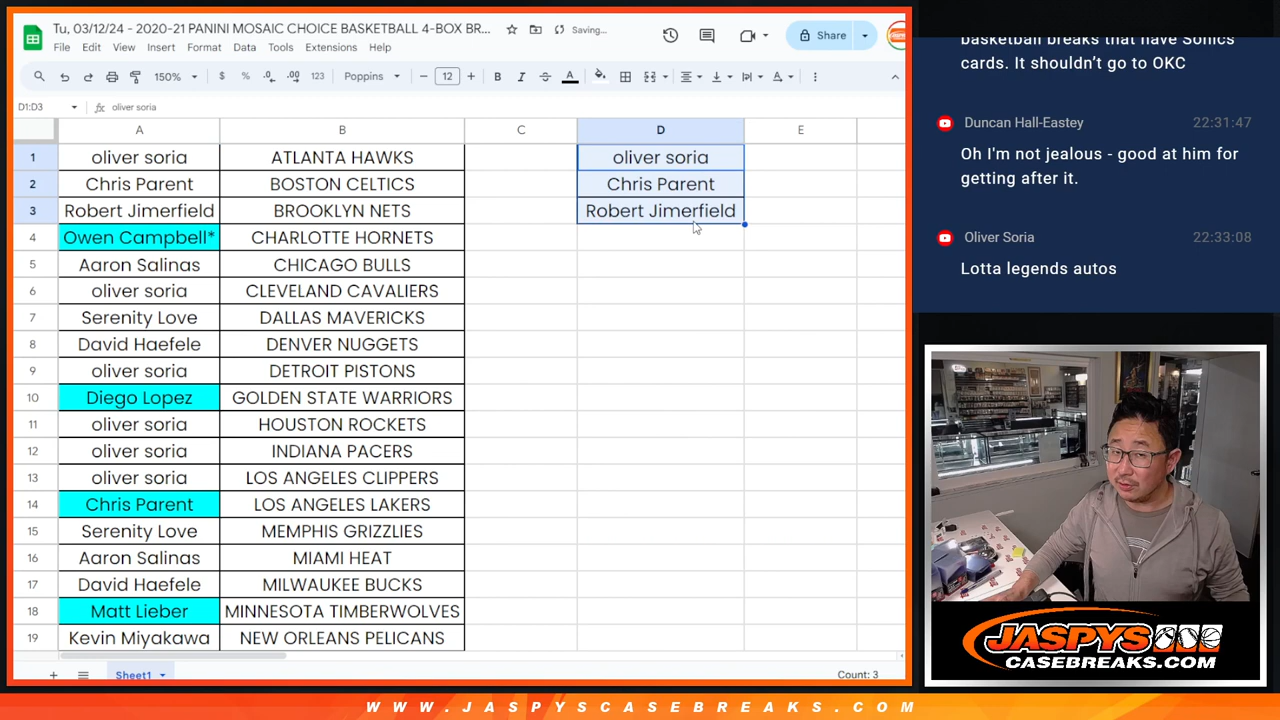 Tu, 03/12/24 - 2020-21 PANINI MOSAIC CHOICE BASKETBALL 4-BOX BR...
Saving...
Share
File Edit View Insert Format Data Tools Extensions Help
150% $ % .0 .00 123 Poppins 12 B I A
D1:D3 fx oliver soria
A B C D E
1 oliver soria ATLANTA HAWKS oliver soria
2 Chris Parent BOSTON CELTICS Chris Parent
3 Robert Jimerfield BROOKLYN NETS Robert Jimerfield
4 Owen Campbell* CHARLOTTE HORNETS
5 Aaron Salinas CHICAGO BULLS
6 oliver soria CLEVELAND CAVALIERS
7 Serenity Love DALLAS MAVERICKS
8 David Haefele DENVER NUGGETS
9 oliver soria DETROIT PISTONS
10 Diego Lopez GOLDEN STATE WARRIORS
11 oliver soria HOUSTON ROCKETS
12 oliver soria INDIANA PACERS
13 oliver soria LOS ANGELES CLIPPERS
14 Chris Parent LOS ANGELES LAKERS
15 Serenity Love MEMPHIS GRIZZLIES
16 Aaron Salinas MIAMI HEAT
17 David Haefele MILWAUKEE BUCKS
18 Matt Lieber MINNESOTA TIMBERWOLVES
19 Kevin Miyakawa NEW ORLEANS PELICANS
Sheet1
Count: 3
basketball breaks that have Sonics
cards. It shouldn't go to OKC
Duncan Hall-Eastey 22:31:47
Oh I'm not jealous - good at him for
getting after it.
Oliver Soria 22:33:08
Lotta legends autos
JASPYS
CASEBREAKS.COM
WWW.JASPYSCASEBREAKS.COM